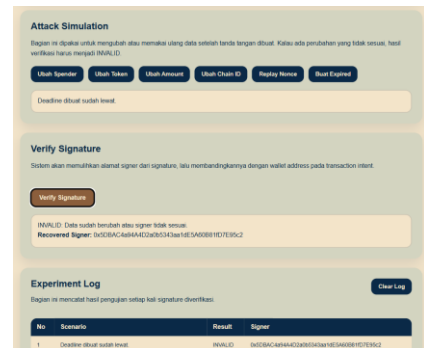 Attack Simulation
Bagian ini dipakai untuk mengubah atau memakai ulang data setelah tanda tangan dibuat. Kalau ada perubahan yang tidak sesuai, hasil
verifikasi harus menjadi INVALID.
Ubah Spender Ubah Token Ubah Amount Ubah Chain ID Replay Nonce Buat Expired
Deadline dibuat sudah lewat.
Verify Signature
Sistem akan memulihkan alamat signer dari signature, lalu membandingkannya dengan wallet address pada transaction intent.
Verify Signature
INVALID: Data sudah berubah atau signer tidak sesuai.
Recovered Signer:
Experiment Log
Clear Log
Bagian ini mencatat hasil pengujian setiap kali signature diverifikasi.
No Scenario Result Signer
1 Deadline dibuat sudah lewat. INVALID